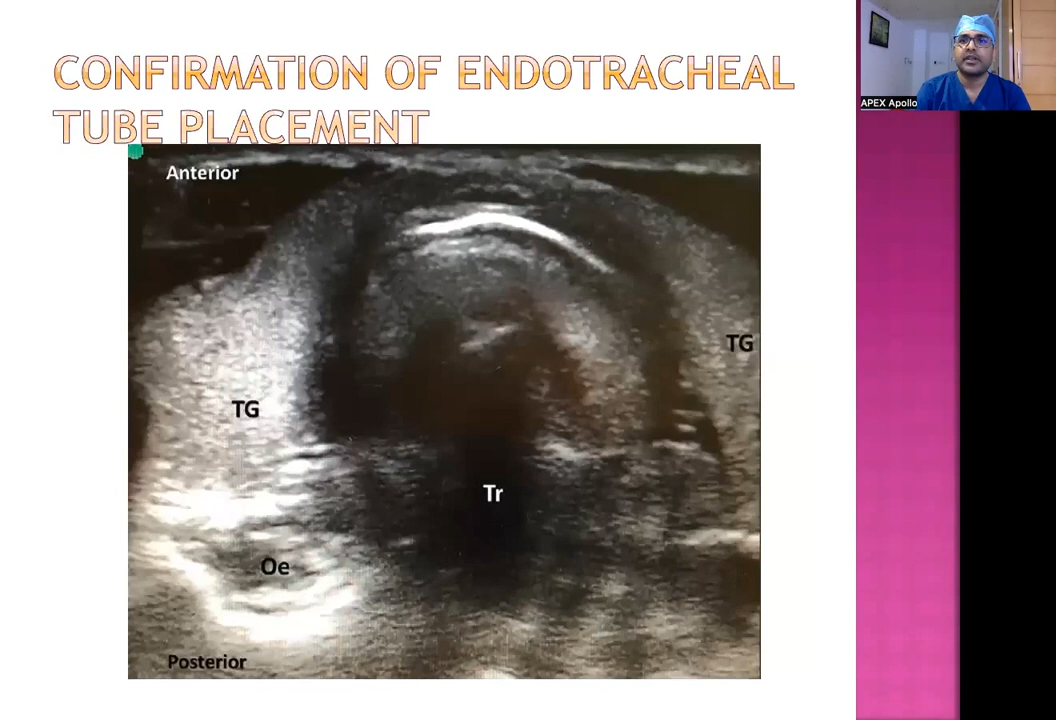 CONFIRMATION OF ENDOTRACHEAL
TUBE PLACEMENT
APEX Apollo
Anterior
TG
TG
Tr
Oe
Posterior